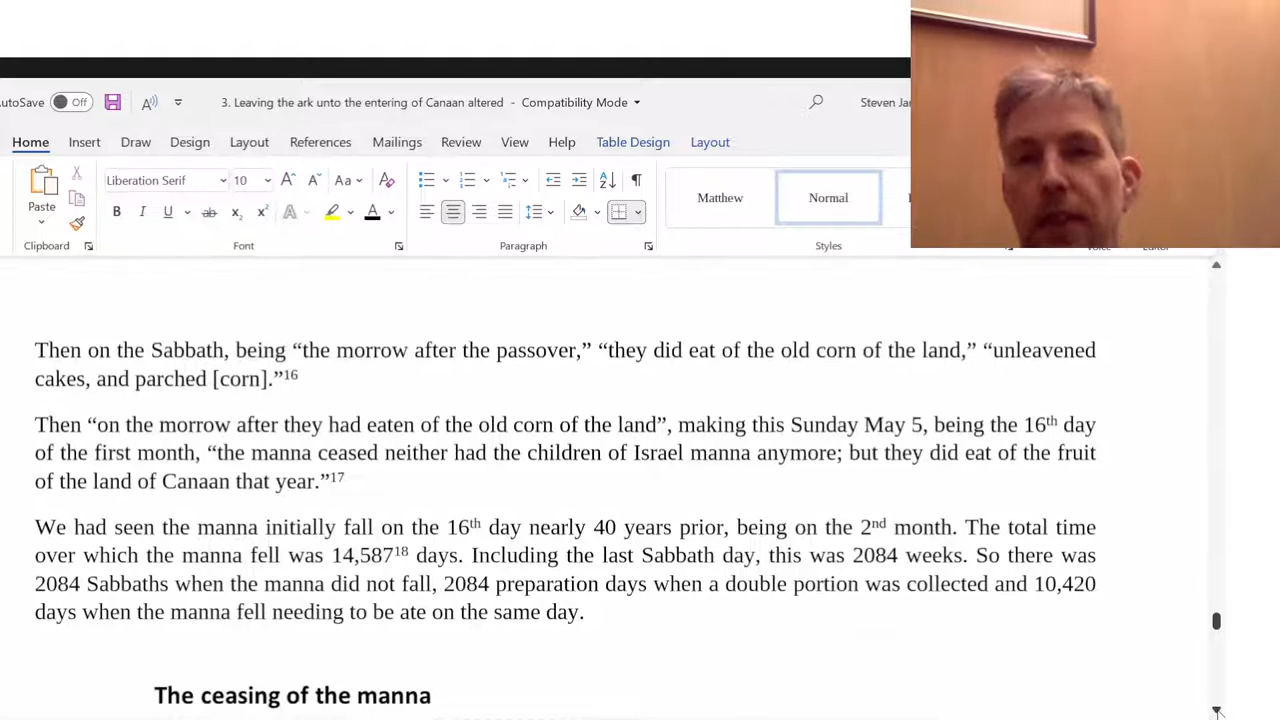 utoSave Off 3. Leaving the ark unto the entering of Canaan altered - Compatibility Mode Steven Jar
Home Insert Draw Design Layout References Mailings Review View Help Table Design Layout
Liberation Serif 10 Aa
Paste Matthew Normal
B I U ab x₂ x² A A
Clipboard Font Paragraph Styles
Then on the Sabbath, being “the morrow after the passover,” “they did eat of the old corn of the land,” “unleavened
cakes, and parched [corn].”16
Then “on the morrow after they had eaten of the old corn of the land”, making this Sunday May 5, being the 16th day
of the first month, “the manna ceased neither had the children of Israel manna anymore; but they did eat of the fruit
of the land of Canaan that year.”17
We had seen the manna initially fall on the 16th day nearly 40 years prior, being on the 2nd month. The total time
over which the manna fell was 14,58718 days. Including the last Sabbath day, this was 2084 weeks. So there was
2084 Sabbaths when the manna did not fall, 2084 preparation days when a double portion was collected and 10,420
days when the manna fell needing to be ate on the same day.
The ceasing of the manna